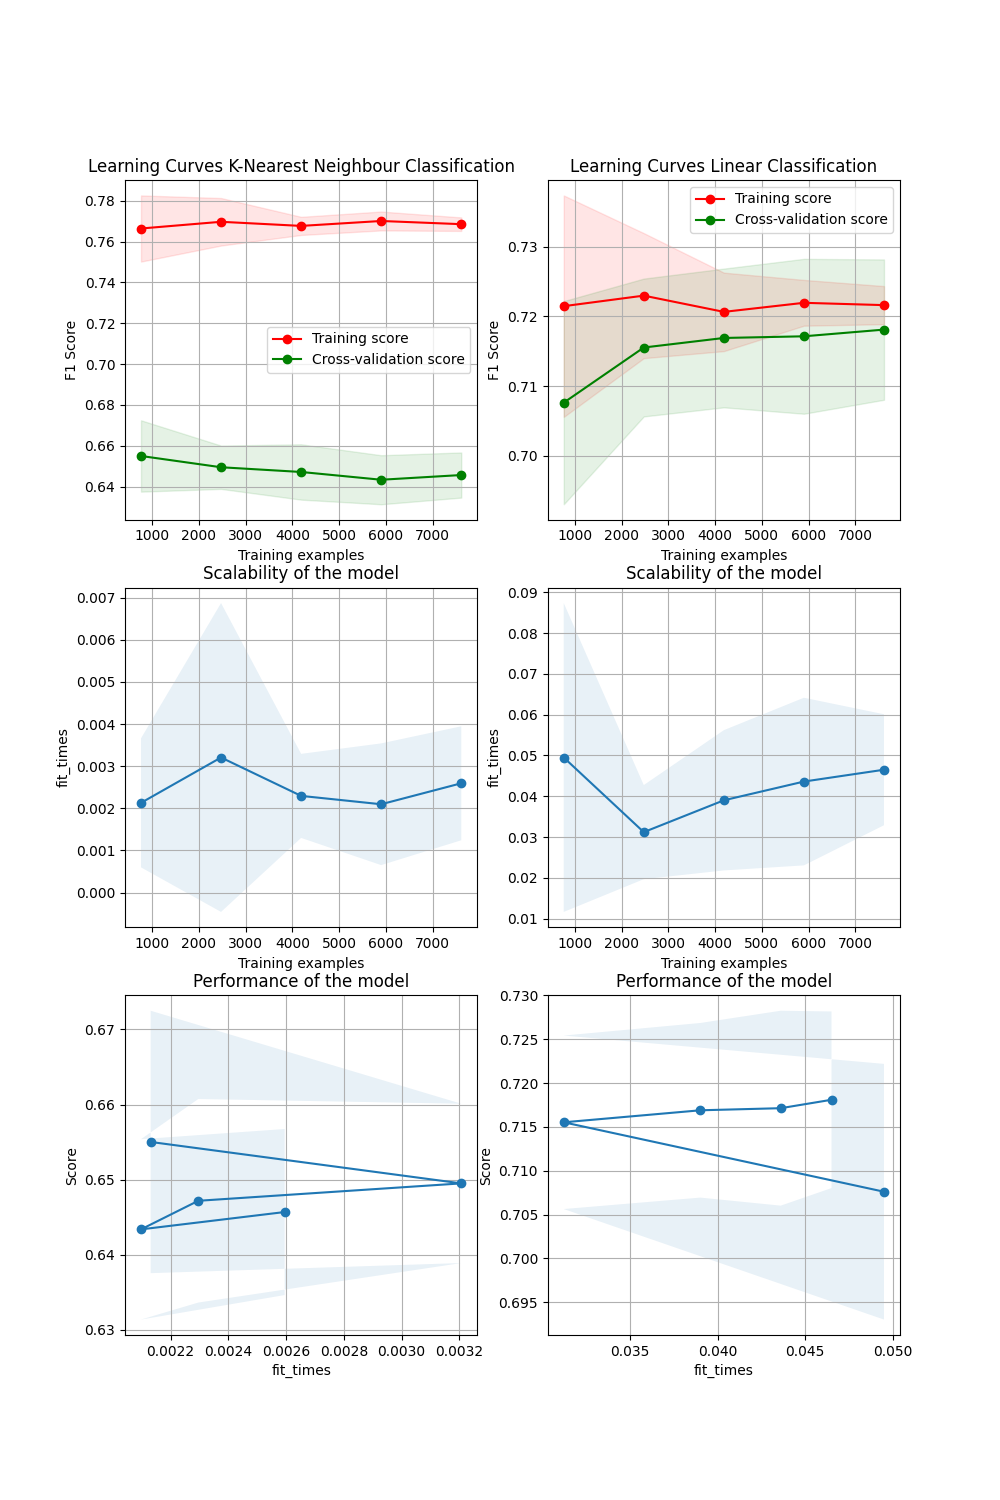 Learning Curves K-Nearest Neighbour Classification
0.78
0.76
0.74
0.72
0.70
0.68
0.66
0.64
F1 Score
Training score
Cross-validation score
1000 2000 3000 4000 5000 6000 7000
Training examples
Learning Curves Linear Classification
0.73
0.72
0.71
0.70
F1 Score
Training score
Cross-validation score
1000 2000 3000 4000 5000 6000 7000
Training examples
Scalability of the model
0.007
0.006
0.005
0.004
0.003
0.002
0.001
0.000
fit_times
1000 2000 3000 4000 5000 6000 7000
Training examples
Scalability of the model
0.09
0.08
0.07
0.06
0.05
0.04
0.03
0.02
0.01
fit_times
1000 2000 3000 4000 5000 6000 7000
Training examples
Performance of the model
0.67
0.66
0.65
0.64
0.63
Score
0.0022 0.0024 0.0026 0.0028 0.0030 0.0032
fit_times
Performance of the model
0.730
0.725
0.720
0.715
0.710
0.705
0.700
0.695
Score
0.035 0.040 0.045 0.050
fit_times